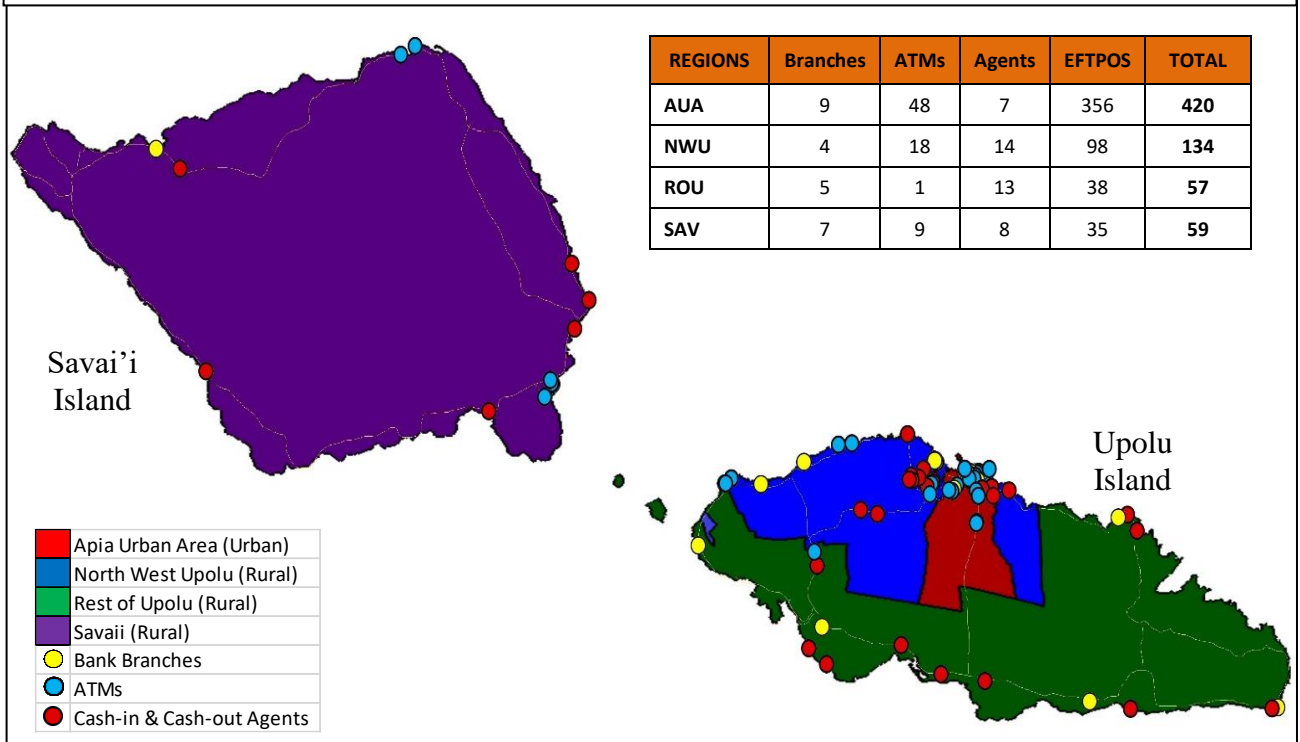 REGIONS Branches ATMs Agents EFTPOS TOTAL
AUA 9 48 7 356 420
NWU 4 18 14 98 134
ROU 5 1 13 38 57
SAV 7 9 8 35 59
Savai’i
Island
Upolu
Island
Apia Urban Area (Urban)
North West Upolu (Rural)
Rest of Upolu (Rural)
Savaii (Rural)
Bank Branches
ATMs
Cash-in & Cash-out Agents